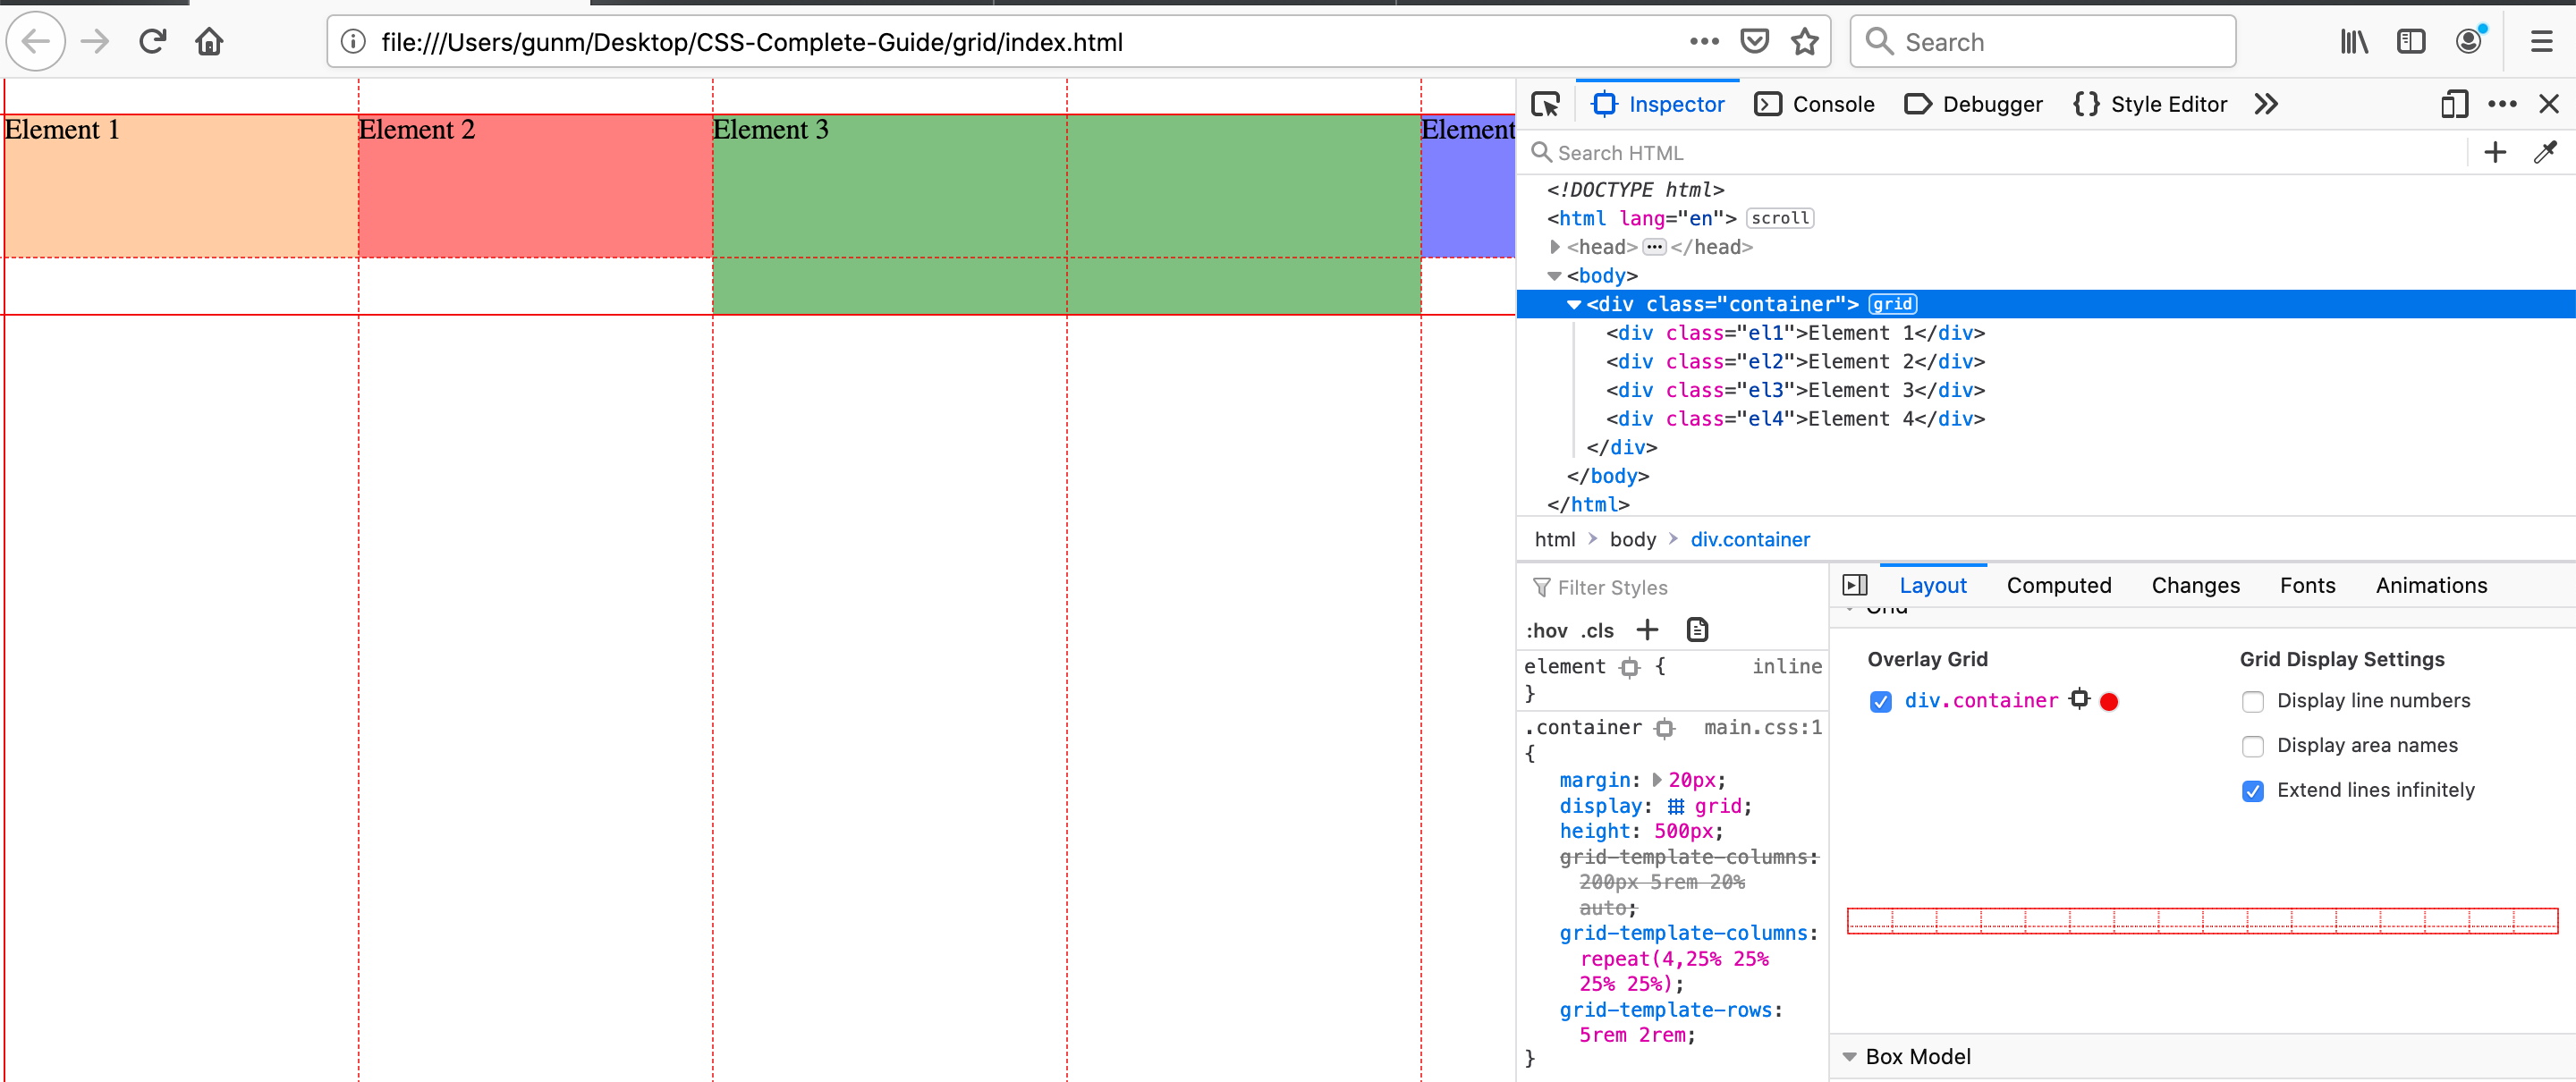 file:///Users/gunm/Desktop/CSS-Complete-Guide/grid/index.html
Search
Element 1
Element 2
Element 3
Element
Inspector
Console
Debugger
{} Style Editor
Search HTML
<!DOCTYPE html>
<html lang="en"> scroll
<head> ••• </head>
<body>
<div class="container"> grid
<div class="el1">Element 1</div>
<div class="el2">Element 2</div>
<div class="el3">Element 3</div>
<div class="el4">Element 4</div>
</div>
</body>
</html>
html > body > div.container
Filter Styles
:hov .cls +
element { inline
}
.container main.css:1
{
margin: 20px;
display: grid;
height: 500px;
grid-template-columns:
200px 5rem 20%
auto;
grid-template-columns:
repeat(4,25% 25%
25% 25%);
grid-template-rows:
5rem 2rem;
}
Layout
Computed
Changes
Fonts
Animations
Grid
Overlay Grid
div.container
Grid Display Settings
Display line numbers
Display area names
Extend lines infinitely
Box Model